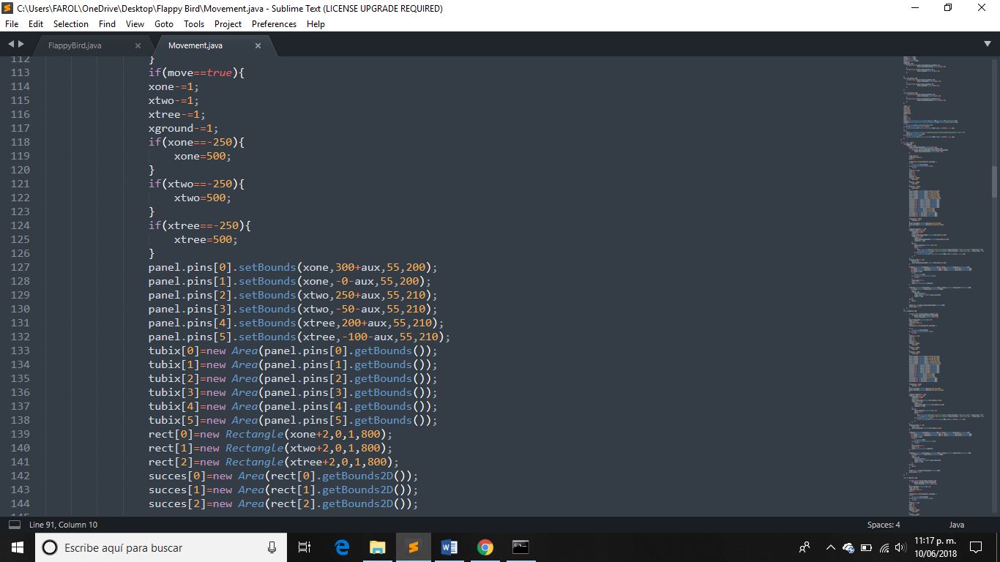 C:\Users\FAROL\OneDrive\Desktop\Flappy Bird\Movement.java - Sublime Text (LICENSE UPGRADE REQUIRED)
File Edit Selection Find View Goto Tools Project Preferences Help
FlappyBird.java × Movement.java ×
112 }
113 if(move==true){
114 xone-=1;
115 xtwo-=1;
116 xtree-=1;
117 xground-=1;
118 if(xone==-250){
119 xone=500;
120 }
121 if(xtwo==-250){
122 xtwo=500;
123 }
124 if(xtree==-250){
125 xtree=500;
126 }
127 panel.pins[0].setBounds(xone,300+aux,55,200);
128 panel.pins[1].setBounds(xone,-0-aux,55,200);
129 panel.pins[2].setBounds(xtwo,250+aux,55,210);
130 panel.pins[3].setBounds(xtwo,-50-aux,55,210);
131 panel.pins[4].setBounds(xtree,200+aux,55,210);
132 panel.pins[5].setBounds(xtree,-100-aux,55,210);
133 tubix[0]=new Area(panel.pins[0].getBounds());
134 tubix[1]=new Area(panel.pins[1].getBounds());
135 tubix[2]=new Area(panel.pins[2].getBounds());
136 tubix[3]=new Area(panel.pins[3].getBounds());
137 tubix[4]=new Area(panel.pins[4].getBounds());
138 tubix[5]=new Area(panel.pins[5].getBounds());
139 rect[0]=new Rectangle(xone+2,0,1,800);
140 rect[1]=new Rectangle(xtwo+2,0,1,800);
141 rect[2]=new Rectangle(xtree+2,0,1,800);
142 succes[0]=new Area(rect[0].getBounds2D());
143 succes[1]=new Area(rect[1].getBounds2D());
144 succes[2]=new Area(rect[2].getBounds2D());
Line 91, Column 10 Spaces: 4 Java
Escribe aquí para buscar
11:17 p. m.
10/06/2018